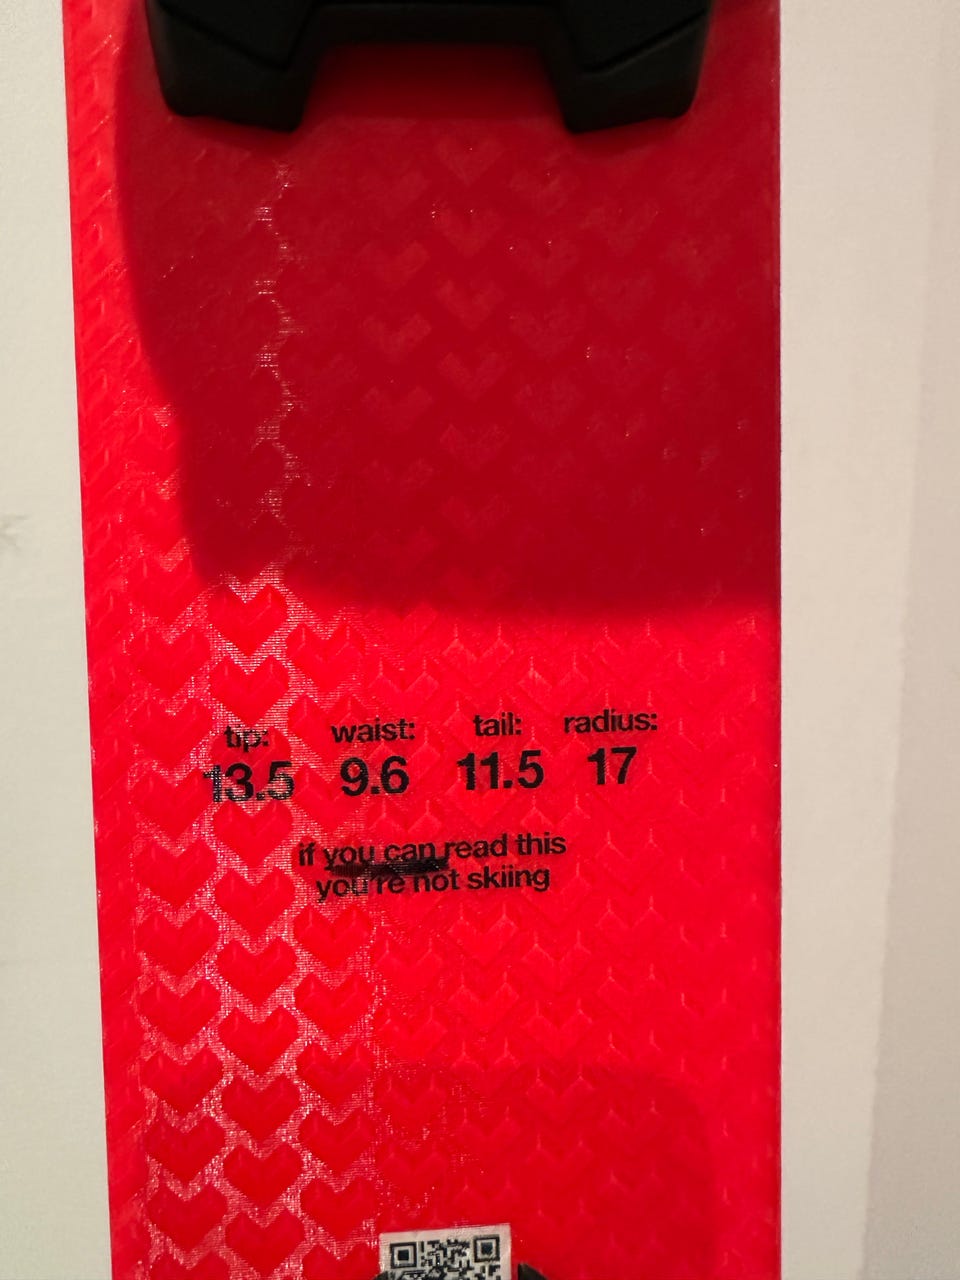 tip: waist: tail: radius:
13.5 9.6 11.5 17
if you can read this
you're not skiing